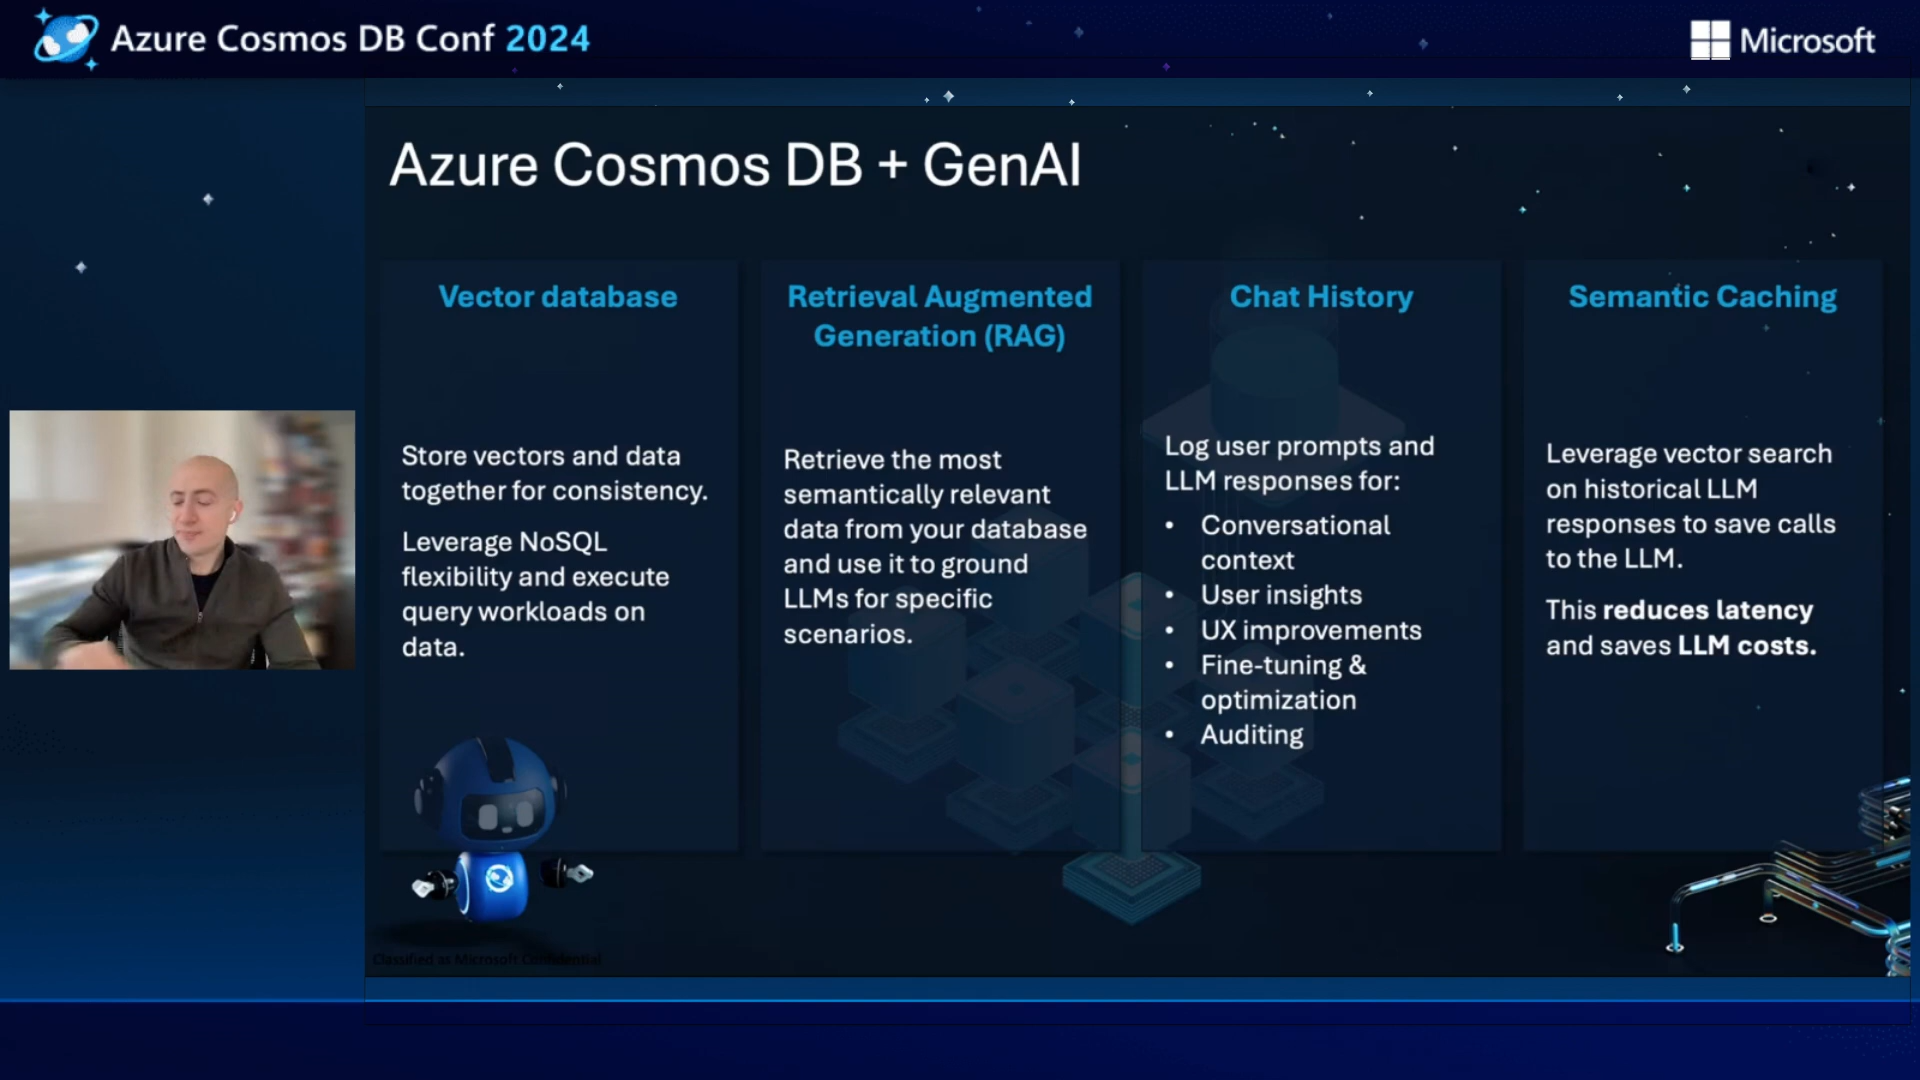 Azure Cosmos DB Conf 2024
Microsoft
Azure Cosmos DB + GenAI
Vector database
Store vectors and data
together for consistency.
Leverage NoSQL
flexibility and execute
query workloads on
data.
Retrieval Augmented
Generation (RAG)
Retrieve the most
semantically relevant
data from your database
and use it to ground
LLMs for specific
scenarios.
Chat History
Log user prompts and
LLM responses for:
• Conversational
context
• User insights
• UX improvements
• Fine-tuning &
optimization
• Auditing
Semantic Caching
Leverage vector search
on historical LLM
responses to save calls
to the LLM.
This reduces latency
and saves LLM costs.
Classified as Microsoft Confidential